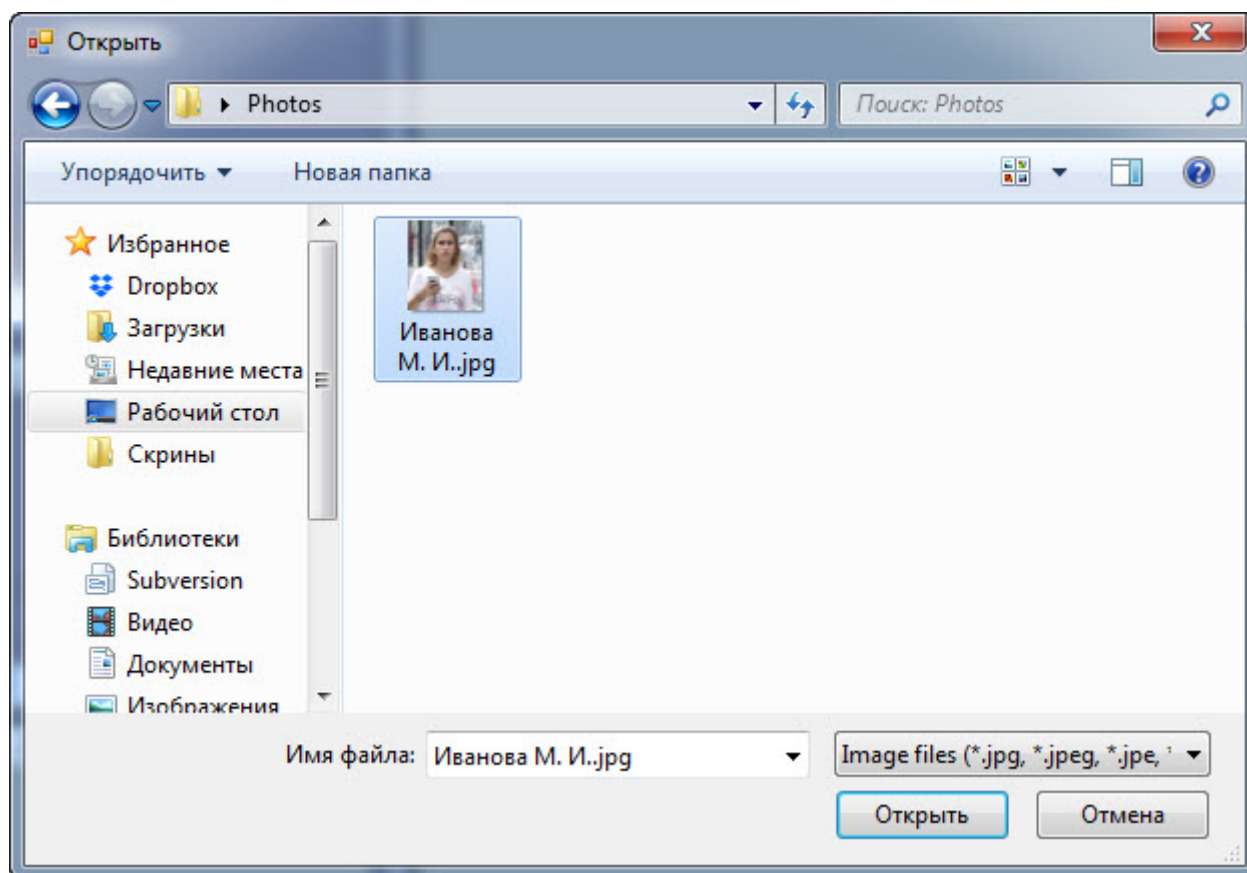 Открыть
Photos
Поиск: Photos
Упорядочить
Новая папка
Избранное
Dropbox
Загрузки
Недавние места
Рабочий стол
Скрины
Библиотеки
Subversion
Видео
Документы
Изображения
Иванова
М. И..jpg
Имя файла:
Иванова М. И..jpg
Image files (*.jpg, *.jpeg, *.jpe,
Открыть
Отмена